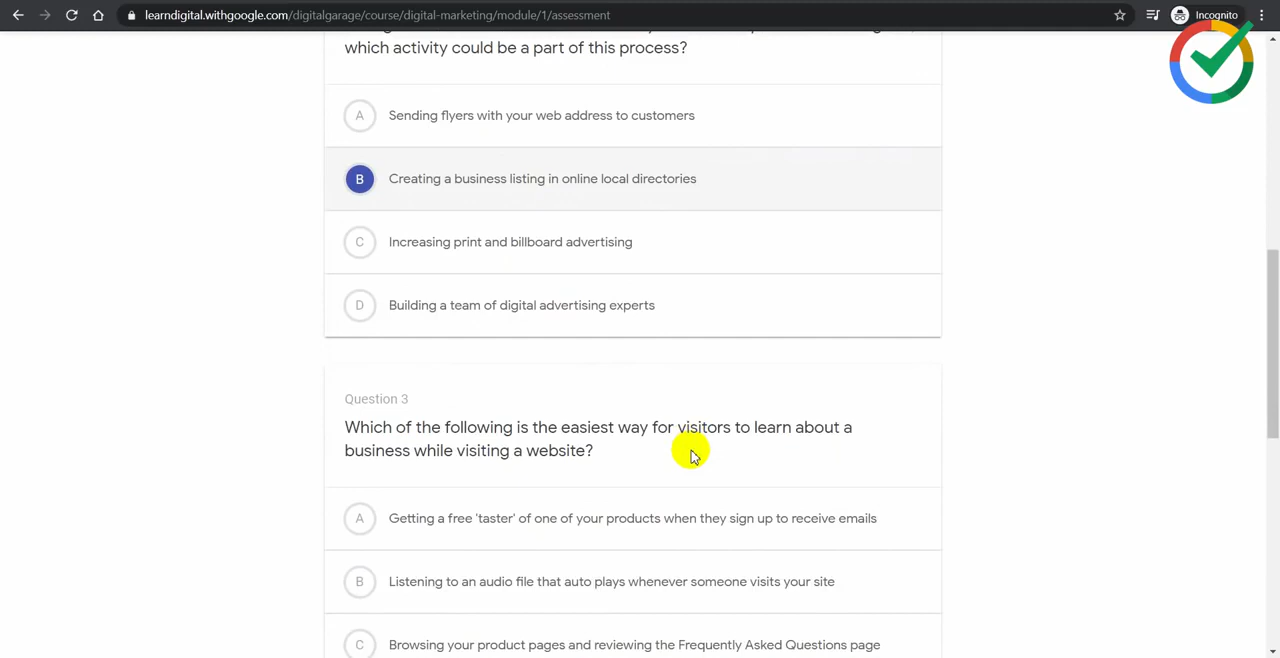 learndigital.withgoogle.com/digitalgarage/course/digital-marketing/module/1/assessment
Incognito
which activity could be a part of this process?
A Sending flyers with your web address to customers
B Creating a business listing in online local directories
C Increasing print and billboard advertising
D Building a team of digital advertising experts
Question 3
Which of the following is the easiest way for visitors to learn about a
business while visiting a website?
A Getting a free 'taster' of one of your products when they sign up to receive emails
B Listening to an audio file that auto plays whenever someone visits your site
C Browsing your product pages and reviewing the Frequently Asked Questions page